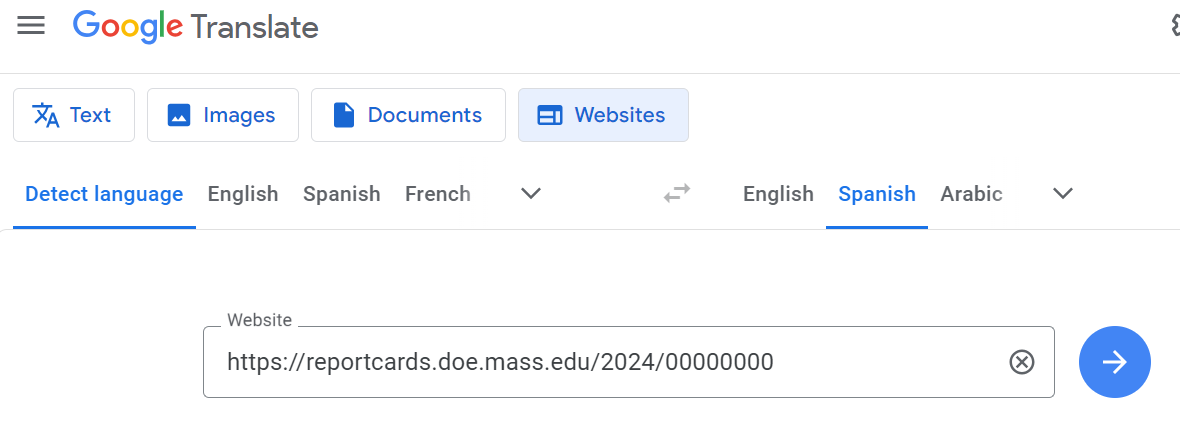 Google Translate
Text Images Documents Websites
Detect language English Spanish French English Spanish Arabic
Website
https://reportcards.doe.mass.edu/2024/00000000